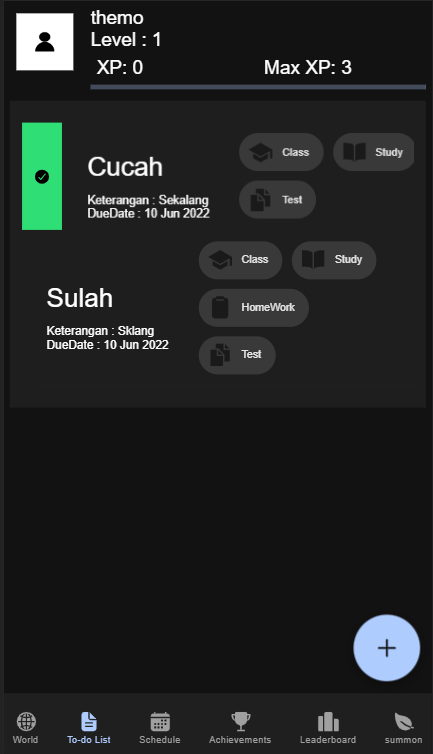 themo
Level : 1
XP: 0 Max XP: 3
Cucah
Keterangan : Sekalang
DueDate : 10 Jun 2022
Class Study
Test
Sulah
Keterangan : Sklang
DueDate : 10 Jun 2022
Class Study
HomeWork
Test
World To-do List Schedule Achievements Leaderboard summon